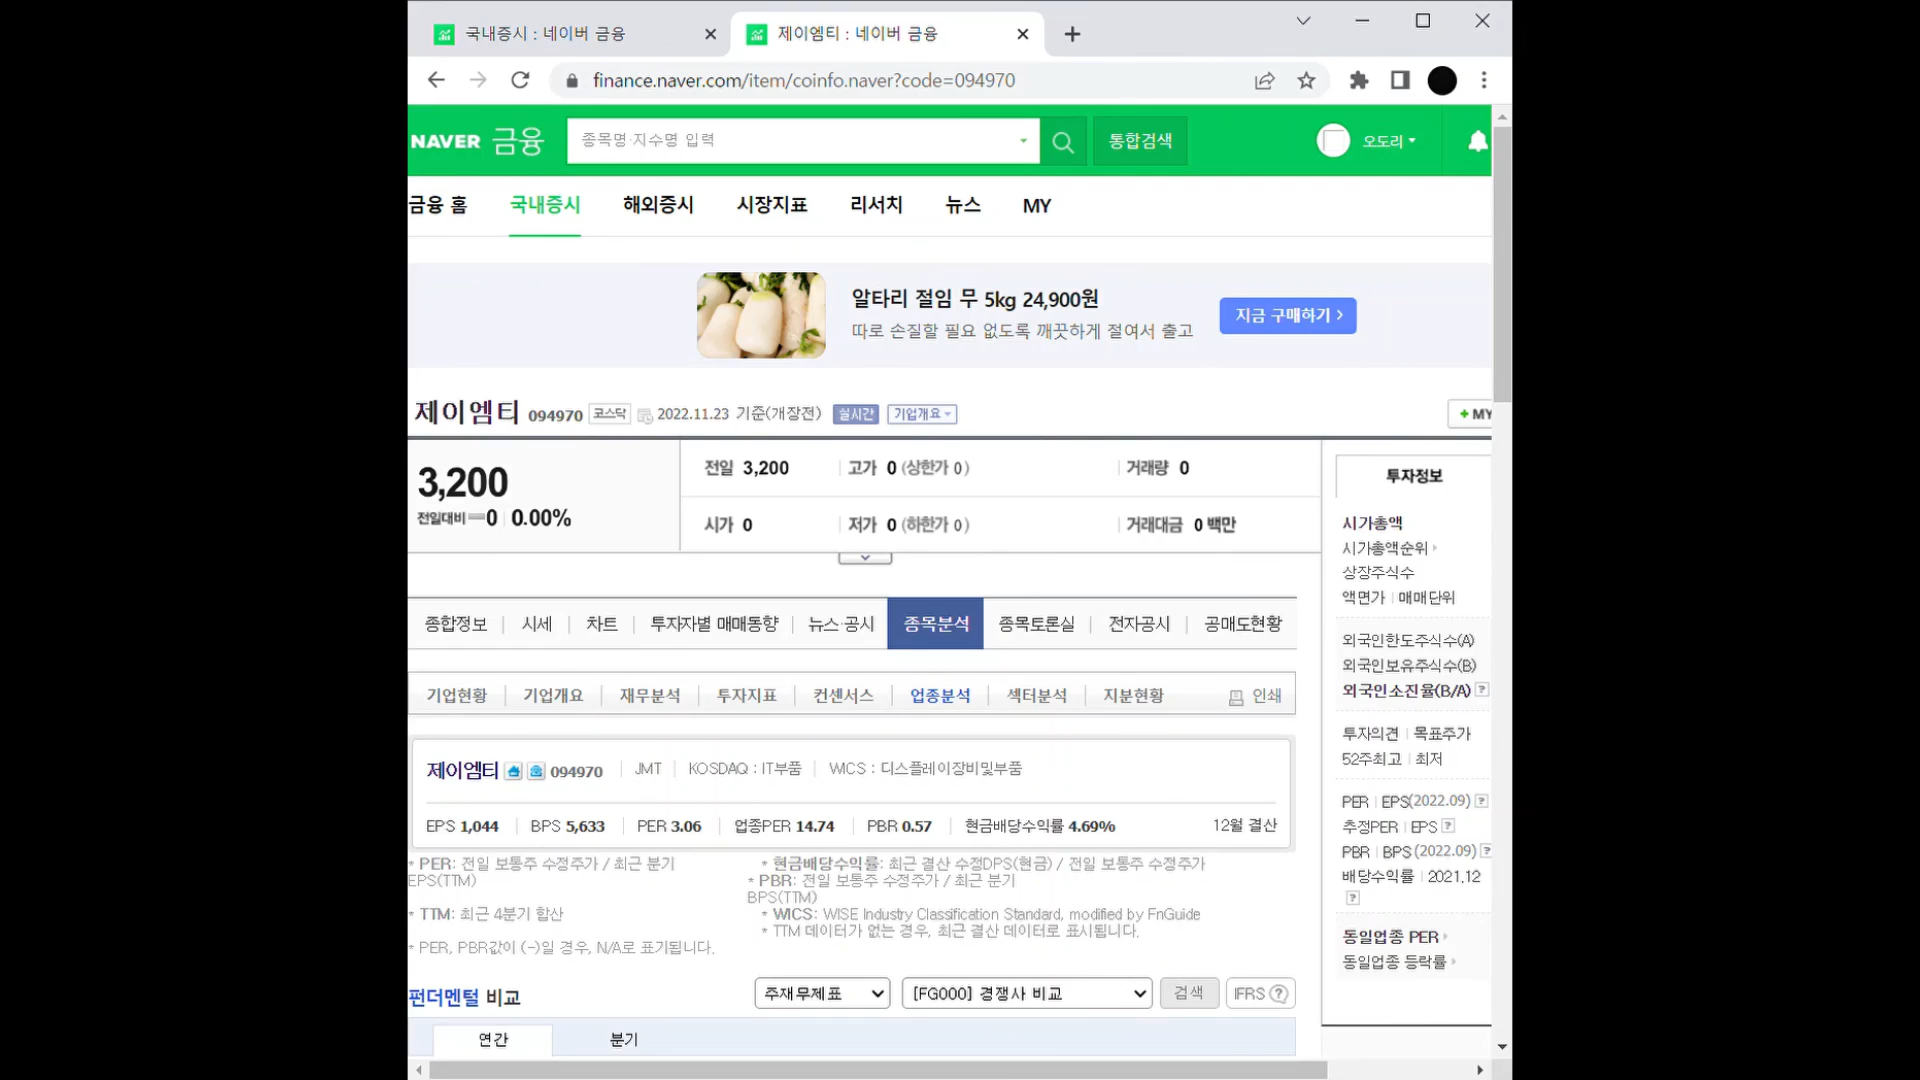 국내증시 : 네이버 금융
제이엠티 : 네이버 금융
finance.naver.com/item/coinfo.naver?code=094970
NAVER 금융
종목명·지수명 입력
통합검색
오도리
금융 홈 국내증시 해외증시 시장지표 리서치 뉴스 MY
알타리 절임 무 5kg 24,900원
따로 손질할 필요 없도록 깨끗하게 절여서 출고
지금 구매하기 >
제이엠티 094970 코스닥 2022.11.23 기준(개장전) 실시간 기업개요
+ MY
3,200
전일대비 0 0.00%
전일 3,200 고가 0 (상한가 0) 거래량 0
시가 0 저가 0 (하한가 0) 거래대금 0 백만
종합정보 시세 차트 투자자별 매매동향 뉴스·공시 종목분석 종목토론실 전자공시 공매도현황
기업현황 기업개요 재무분석 투자지표 컨센서스 업종분석 섹터분석 지분현황 인쇄
제이엠티 094970 JMT KOSDAQ : IT부품 WICS : 디스플레이장비및부품
EPS 1,044 BPS 5,633 PER 3.06 업종PER 14.74 PBR 0.57 현금배당수익률 4.69% 12월 결산
* PER: 전일 보통주 수정주가 / 최근 분기
EPS(TTM)
* TTM: 최근 4분기 합산
* PER, PBR값이 (-)일 경우, N/A로 표기됩니다.
* 현금배당수익률: 최근 결산 수정DPS(현금) / 전일 보통주 수정주가
* PBR: 전일 보통주 수정주가 / 최근 분기
BPS(TTM)
* WICS: WISE Industry Classification Standard, modified by FnGuide
* TTM 데이터가 없는 경우, 최근 결산 데이터로 표시됩니다.
펀더멘털 비교
주재무제표 [FG000] 경쟁사 비교 검색 IFRS ?
연간 분기
투자정보
시가총액
시가총액순위
상장주식수
액면가 매매단위
외국인한도주식수(A)
외국인보유주식수(B)
외국인소진율(B/A) ?
투자의견 목표주가
52주최고 최저
PER EPS(2022.09) ?
추정PER EPS ?
PBR BPS (2022.09) ?
배당수익률 2021.12
?
동일업종 PER
동일업종 등락률